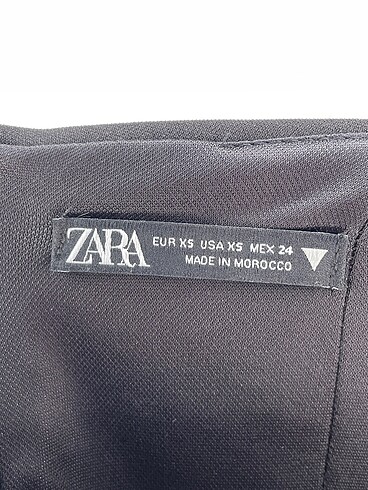 ZARA
EUR XS USA XS MEX 24
MADE IN MOROCCO